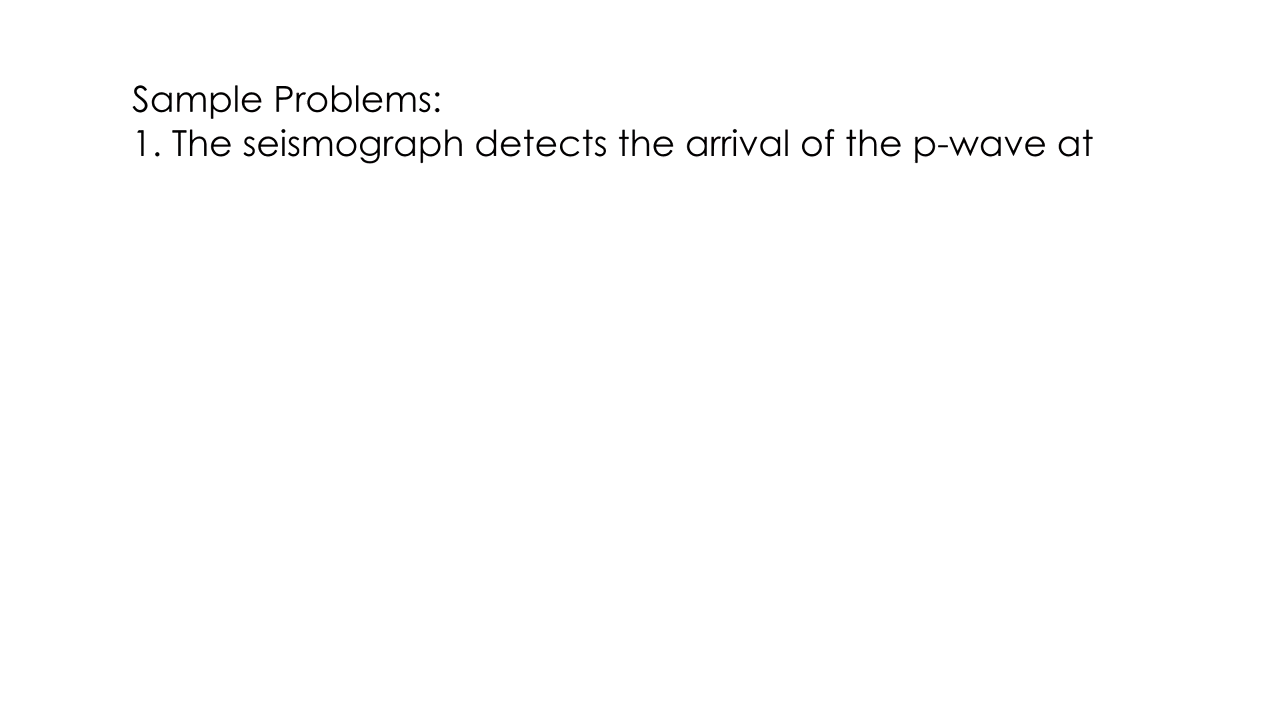 Sample Problems:
1. The seismograph detects the arrival of the p-wave at